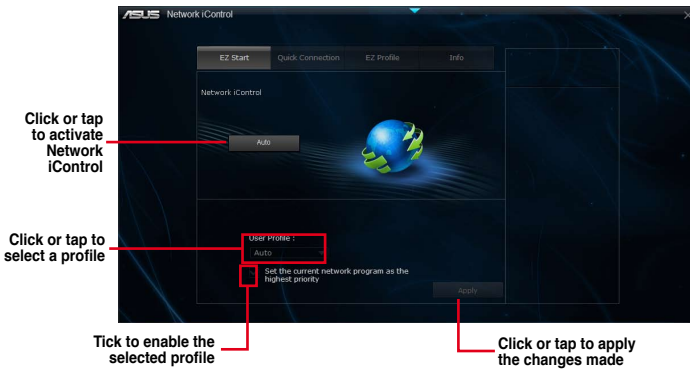 ASUS Network iControl
EZ Start Quick Connection EZ Profile Info
Network iControl
Click or tap
to activate
Network
iControl
Auto
Click or tap to
select a profile
User Profile :
Auto
Set the current network program as the
highest priority
Apply
Tick to enable the
selected profile
Click or tap to apply
the changes made